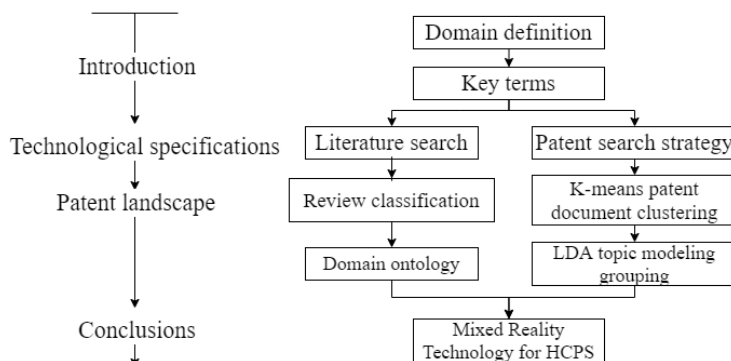 Introduction
Technological specifications
Patent landscape
Conclusions
Domain definition
Key terms
Literature search
Patent search strategy
Review classification
K-means patent
document clustering
Domain ontology
LDA topic modeling
grouping
Mixed Reality
Technology for HCPS